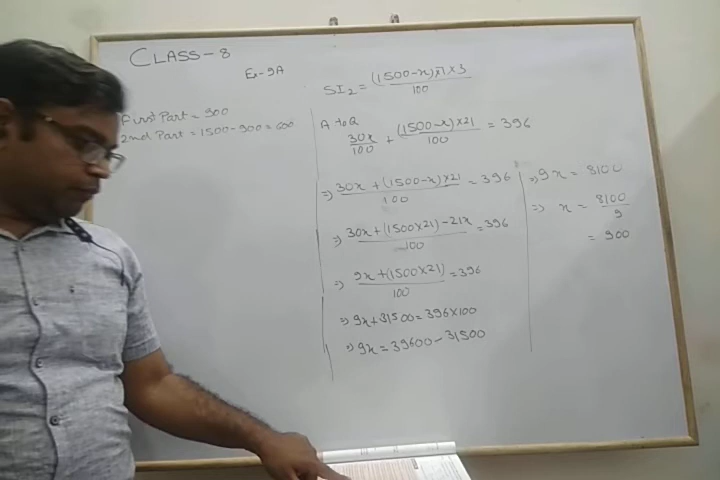 CLASS-8
Ex-9A
First Part = 900
2nd Part = 1500-900 = 600
SI₂ = (1500-x)×7×3/100
A to Q
30x/100 + (1500-x)×21/100 = 396
⇒ 30x+(1500-x)×21/100 = 396
⇒ 30x+(1500×21)-21x/100 = 396
⇒ 9x+(1500×21)/100 = 396
⇒ 9x+31500 = 396×100
⇒ 9x = 39600-31500
⇒ 9x = 8100
⇒ x = 8100/9
= 900